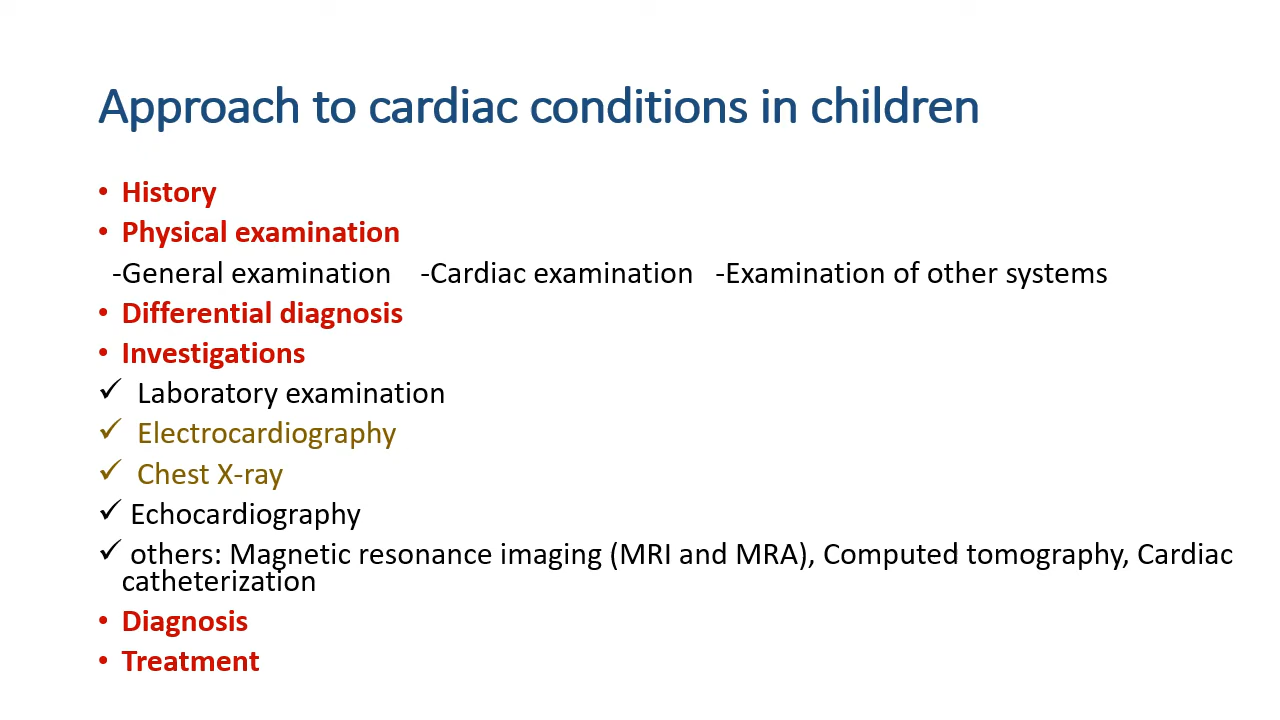 Approach to cardiac conditions in children
• History
• Physical examination
-General examination -Cardiac examination -Examination of other systems
• Differential diagnosis
• Investigations
✓ Laboratory examination
✓ Electrocardiography
✓ Chest X-ray
✓ Echocardiography
✓ others: Magnetic resonance imaging (MRI and MRA), Computed tomography, Cardiac
catheterization
• Diagnosis
• Treatment